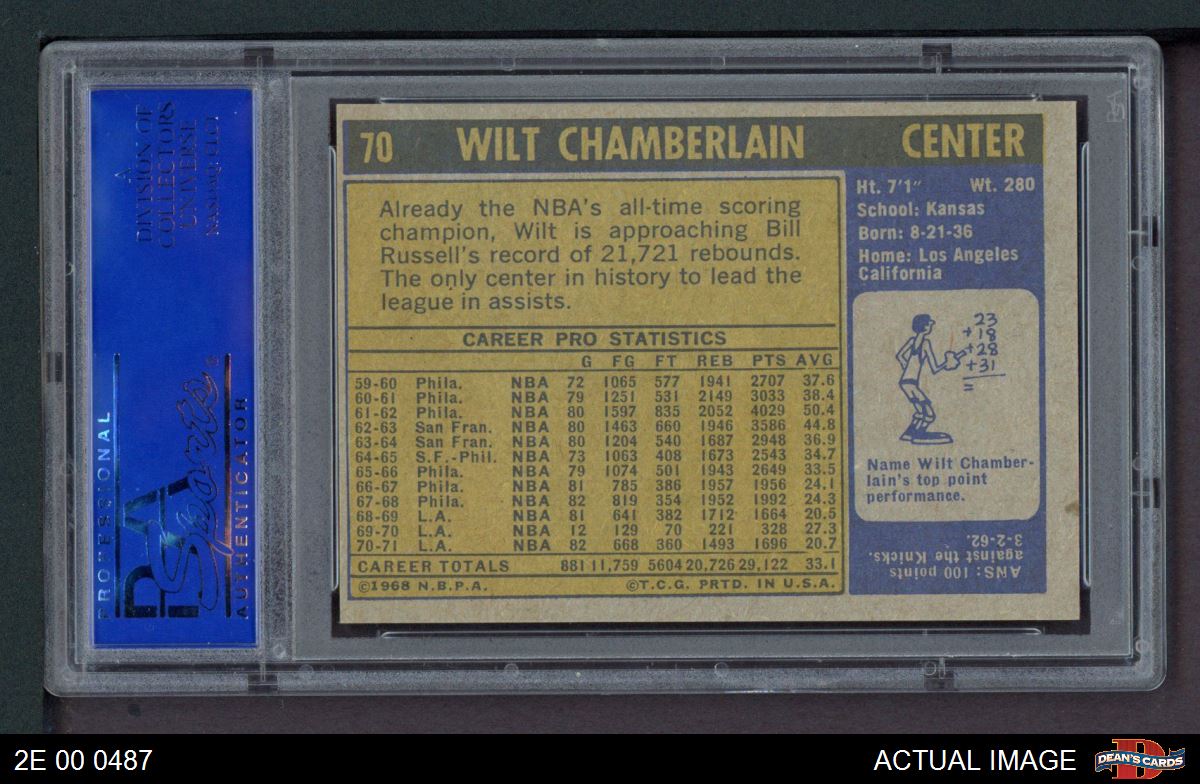 A
DIVISION OF
COLLECTORS
UNIVERSE
NASDAQ: CLCT
PROFESSIONAL
PSA
Sports
AUTHENTICATOR
70 WILT CHAMBERLAIN CENTER
Already the NBA's all-time scoring
champion, Wilt is approaching Bill
Russell's record of 21,721 rebounds.
The only center in history to lead the
league in assists.
CAREER PRO STATISTICS
G FG FT REB PTS AVG
59-60 Phila. NBA 72 1065 577 1941 2707 37.6
60-61 Phila. NBA 79 1251 531 2149 3033 38.4
61-62 Phila. NBA 80 1597 835 2052 4029 50.4
62-63 San Fran. NBA 80 1463 660 1946 3586 44.8
63-64 San Fran. NBA 80 1204 540 1687 2948 36.9
64-65 S.F.-Phil. NBA 73 1063 408 1673 2543 34.7
65-66 Phila. NBA 79 1074 501 1943 2649 33.5
66-67 Phila. NBA 81 785 386 1957 1956 24.1
67-68 Phila. NBA 82 819 354 1952 1992 24.3
68-69 L.A. NBA 81 641 382 1712 1664 20.5
69-70 L.A. NBA 12 129 70 221 328 27.3
70-71 L.A. NBA 82 668 360 1493 1696 20.7
CAREER TOTALS 881 11,759 5604 20,726 29,122 33.1
©1968 N.B.P.A. ©T.C.G. PRTD. IN U.S.A.
Ht. 7'1" Wt. 280
School: Kansas
Born: 8-21-36
Home: Los Angeles
California
23
+18
+28
+31
=
Name Wilt Chamber-
lain's top point
performance.
ANS: 100 points
against the Knicks.
3-2-62.
2E 00 0487
ACTUAL IMAGE
DEAN'S CARDS